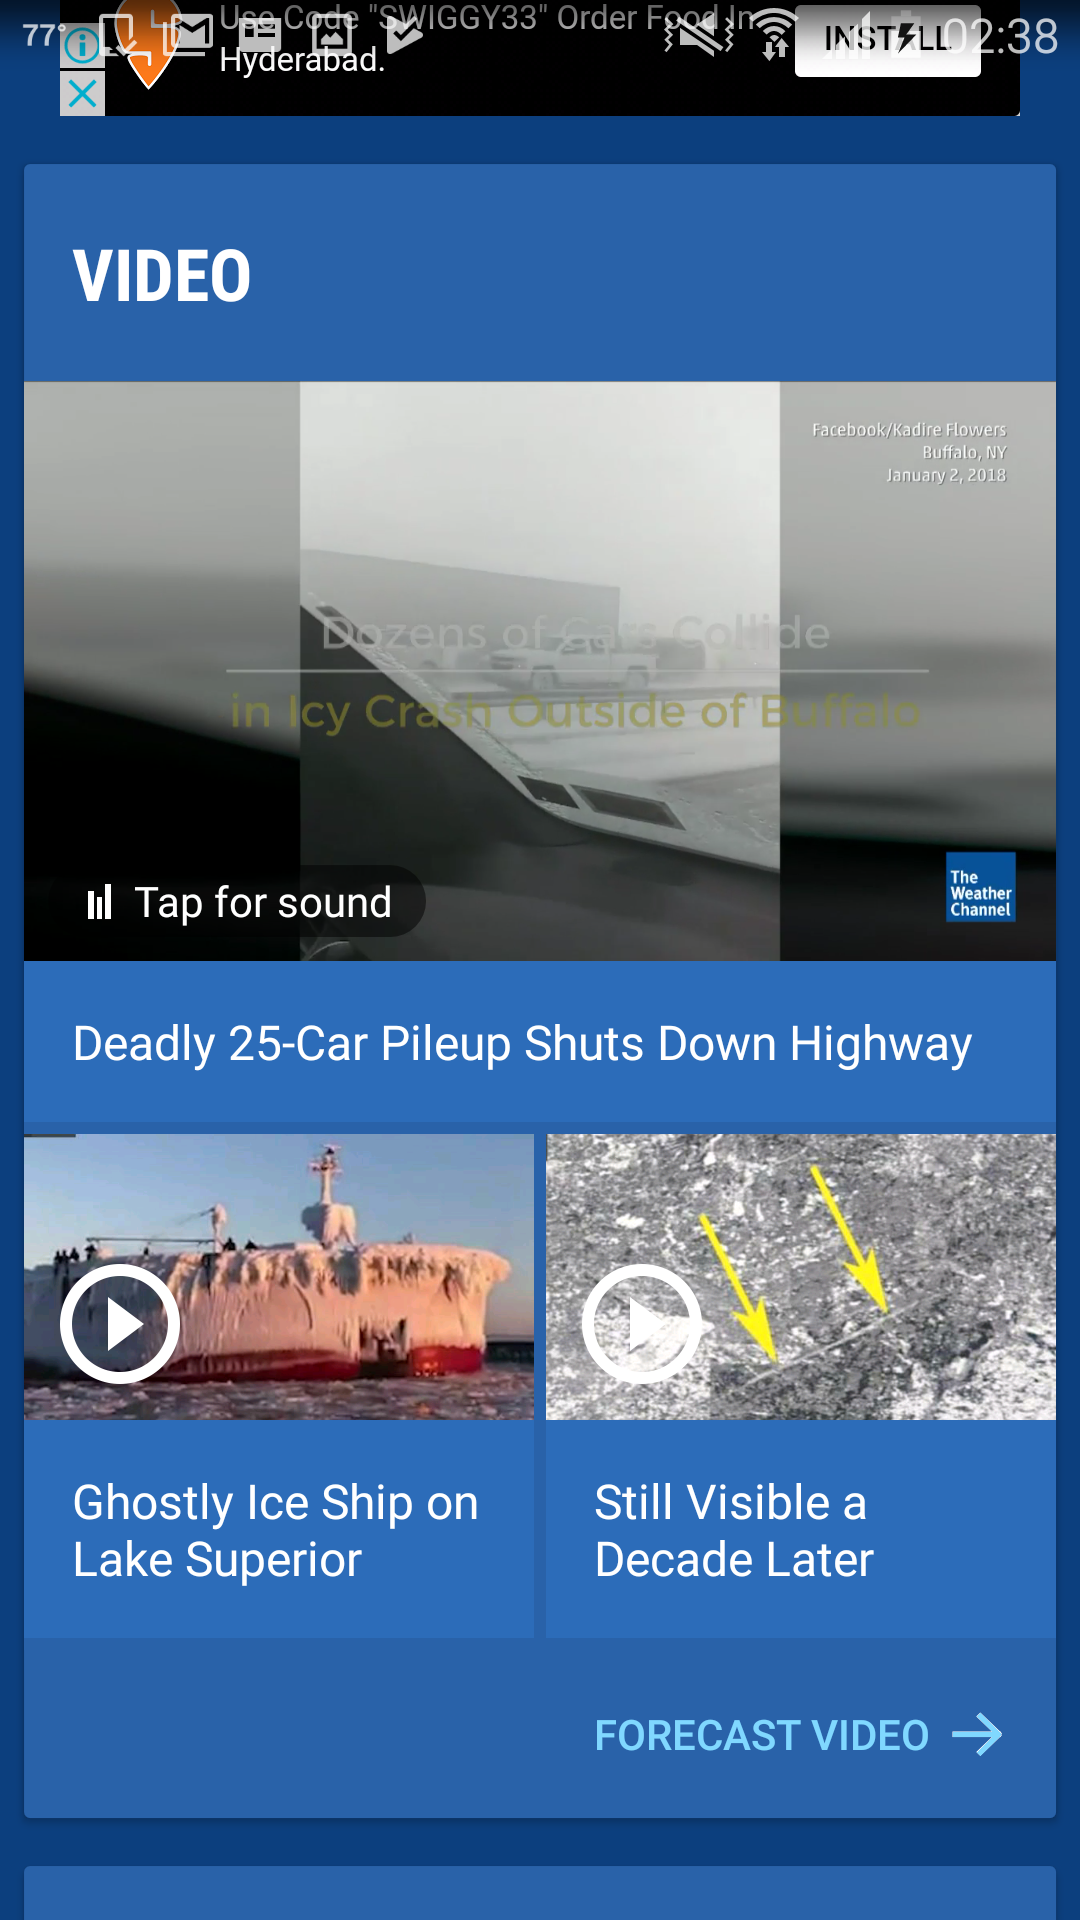 77°
Use Code "SWIGGY33" Order Food In
Hyderabad.
INSTALL
02:38
VIDEO
Facebook/Kadire Flowers
Buffalo, NY
January 2, 2018
Dozens of Cars Collide
in Icy Crash Outside of Buffalo
Tap for sound
The
Weather
Channel
Deadly 25-Car Pileup Shuts Down Highway
Ghostly Ice Ship on
Lake Superior
Still Visible a
Decade Later
FORECAST VIDEO